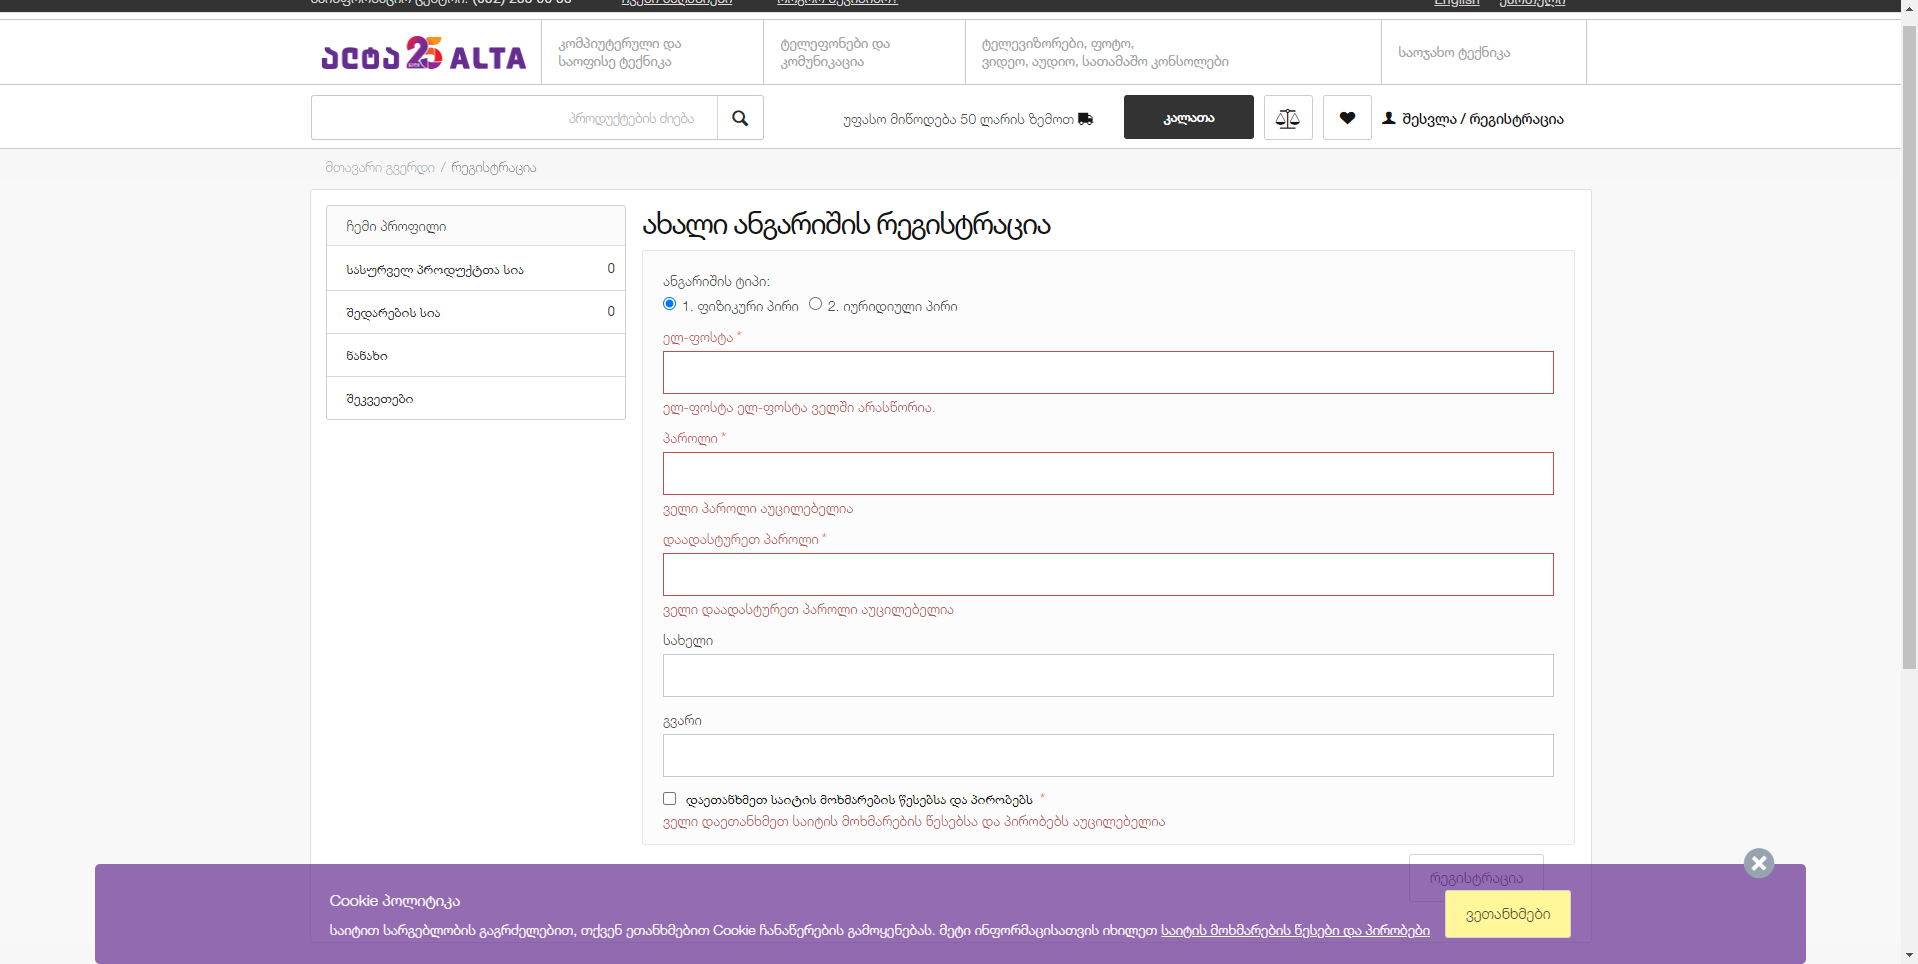 English
ქართული
ალტა 25 ALTA
კომპიუტერული და
საოფისე ტექნიკა
ტელეფონები და
კომუნიკაცია
ტელევიზორები, ფოტო,
ვიდეო, აუდიო, სათამაშო კონსოლები
საოჯახო ტექნიკა
პროდუქტების ძიება
უფასო მიწოდება 50 ლარის ზემოთ
კალათა
შესვლა / რეგისტრაცია
მთავარი გვერდი / რეგისტრაცია
ჩემი პროფილი
სასურველ პროდუქტთა სია 0
შედარების სია 0
ნანახი
შეკვეთები
ახალი ანგარიშის რეგისტრაცია
ანგარიშის ტიპი:
1. ფიზიკური პირი 2. იურიდიული პირი
ელ-ფოსტა *
ელ-ფოსტა ელ-ფოსტა ველში არასწორია.
პაროლი *
ველი პაროლი აუცილებელია
დაადასტურეთ პაროლი *
ველი დაადასტურეთ პაროლი აუცილებელია
სახელი
გვარი
დაეთანხმეთ საიტის მოხმარების წესებსა და პირობებს *
ველი დაეთანხმეთ საიტის მოხმარების წესებსა და პირობებს აუცილებელია
რეგისტრაცია
Cookie პოლიტიკა
საიტით სარგებლობის გაგრძელებით, თქვენ ეთანხმებით Cookie ჩანაწერების გამოყენებას. მეტი ინფორმაცისათვის იხილეთ საიტის მოხმარების წესები და პირობები
ვეთანხმები